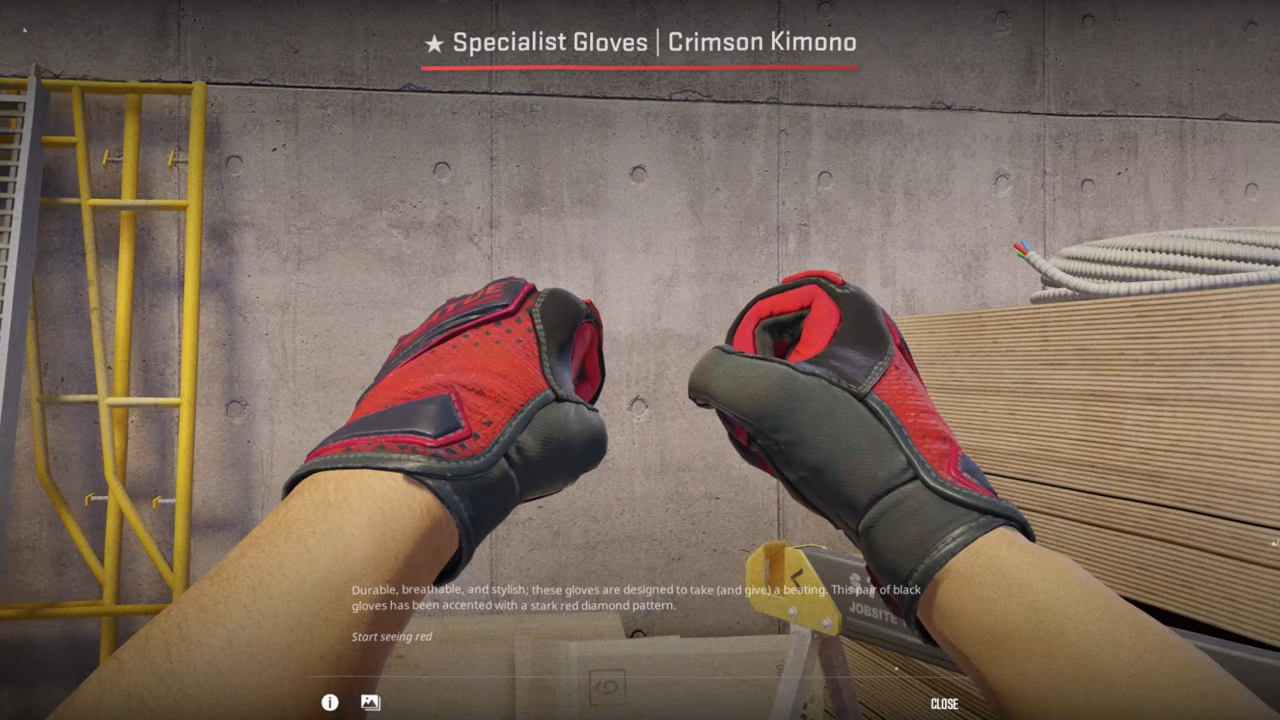 ★ Specialist Gloves | Crimson Kimono
Durable, breathable, and stylish; these gloves are designed to take (and give) a beating. This pair of black
gloves has been accented with a stark red diamond pattern.
Start seeing red
JOBSITE
CLOSE